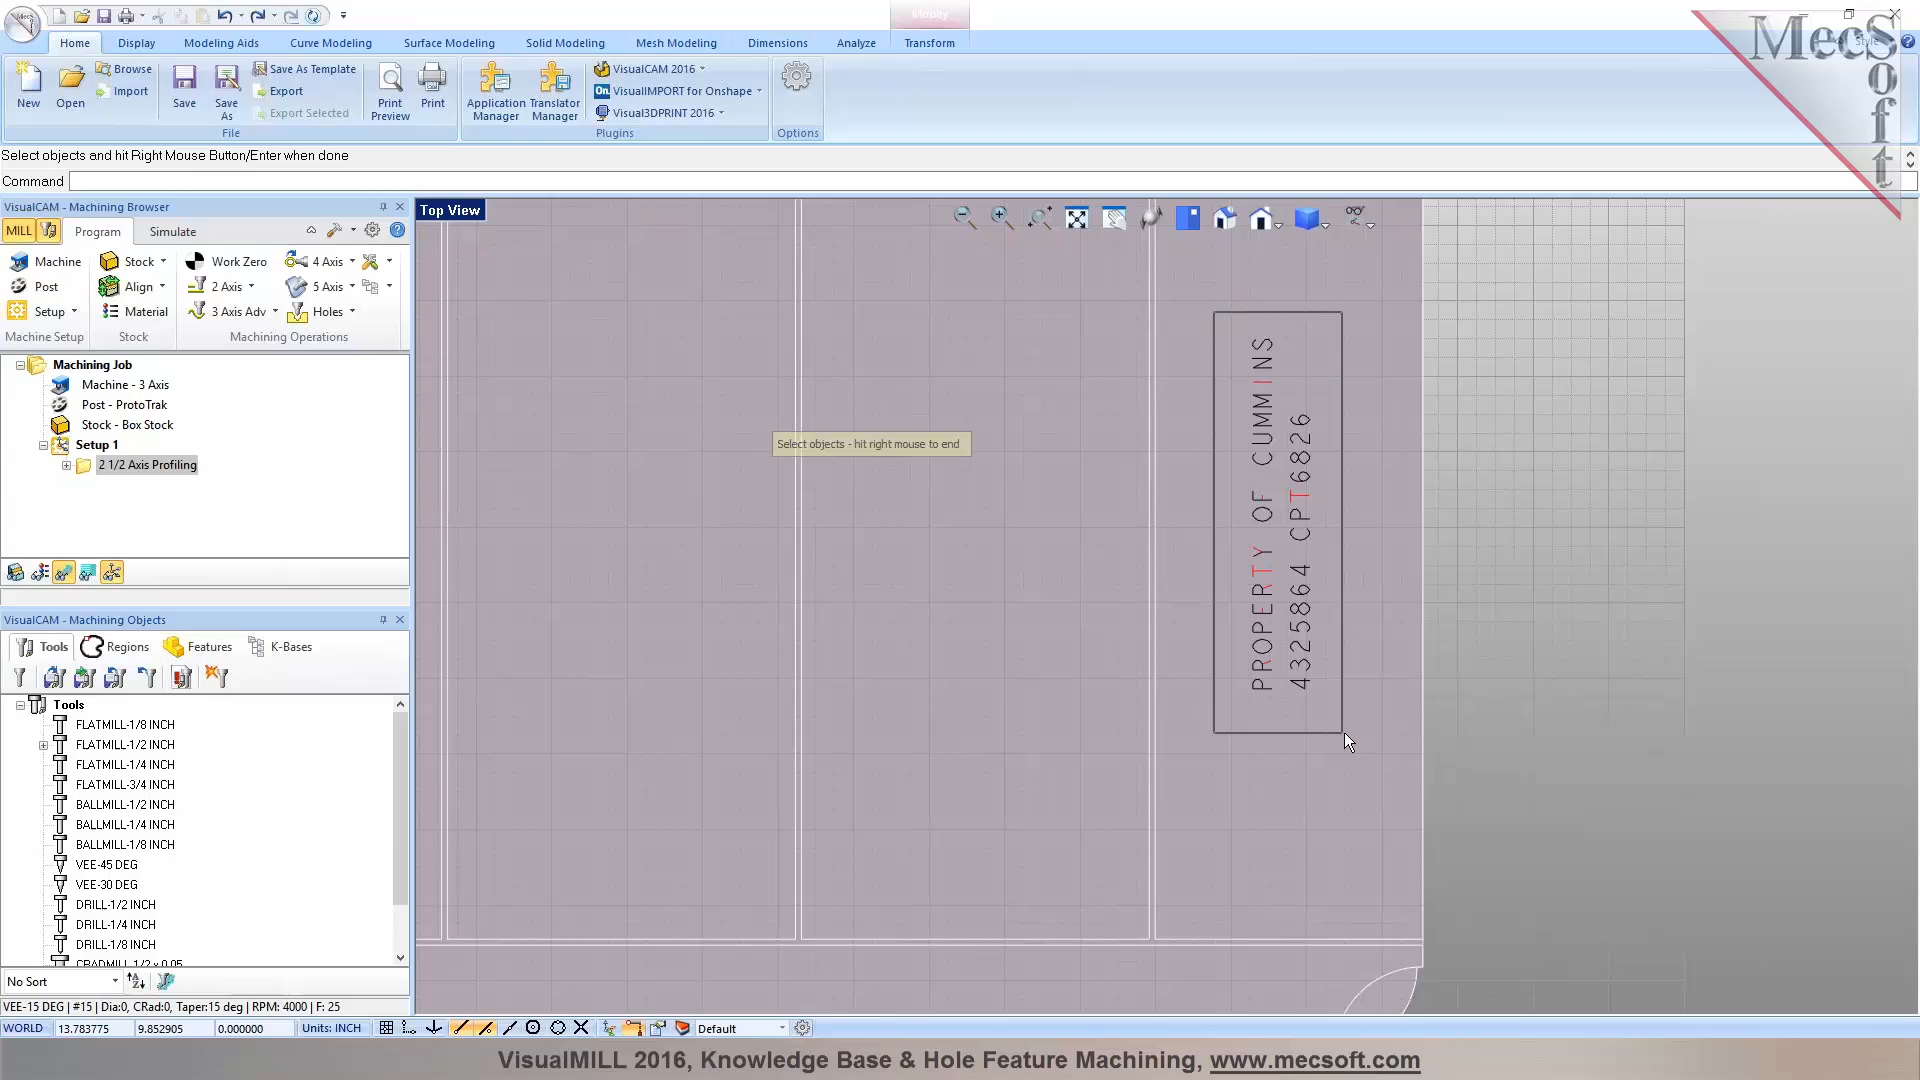 Modify
MecSoft
Style
Home Display Modeling Aids Curve Modeling Surface Modeling Solid Modeling Mesh Modeling Dimensions Analyze Transform
New
Open
Browse
Import
Save
Save As
Save As Template
Export
Export Selected
Print Preview
Print
File
Application Manager
Translator Manager
VisualCAM 2016
VisualIMPORT for Onshape
Visual3DPRINT 2016
Plugins
Options
Select objects and hit Right Mouse Button/Enter when done
Command
VisualCAM - Machining Browser
MILL Program Simulate
Machine Stock Work Zero 4 Axis
Post Align 2 Axis 5 Axis
Setup Material 3 Axis Adv Holes
Machine Setup Stock Machining Operations
Machining Job
Machine - 3 Axis
Post - ProtoTrak
Stock - Box Stock
Setup 1
2 1/2 Axis Profiling
VisualCAM - Machining Objects
Tools Regions Features K-Bases
Tools
FLATMILL-1/8 INCH
FLATMILL-1/2 INCH
FLATMILL-1/4 INCH
FLATMILL-3/4 INCH
BALLMILL-1/2 INCH
BALLMILL-1/4 INCH
BALLMILL-1/8 INCH
VEE-45 DEG
VEE-30 DEG
DRILL-1/2 INCH
DRILL-1/4 INCH
DRILL-1/8 INCH
CRADMILL-1/2 x 0.05
No Sort
VEE-15 DEG | #15 | Dia:0, CRad:0, Taper:15 deg | RPM: 4000 | F: 25
Top View
Select objects - hit right mouse to end
PROPERTY OF CUMMINS
4325864 CPT6826
WORLD 13.783775 9.852905 0.000000 Units: INCH Default
VisualMILL 2016, Knowledge Base & Hole Feature Machining, www.mecsoft.com